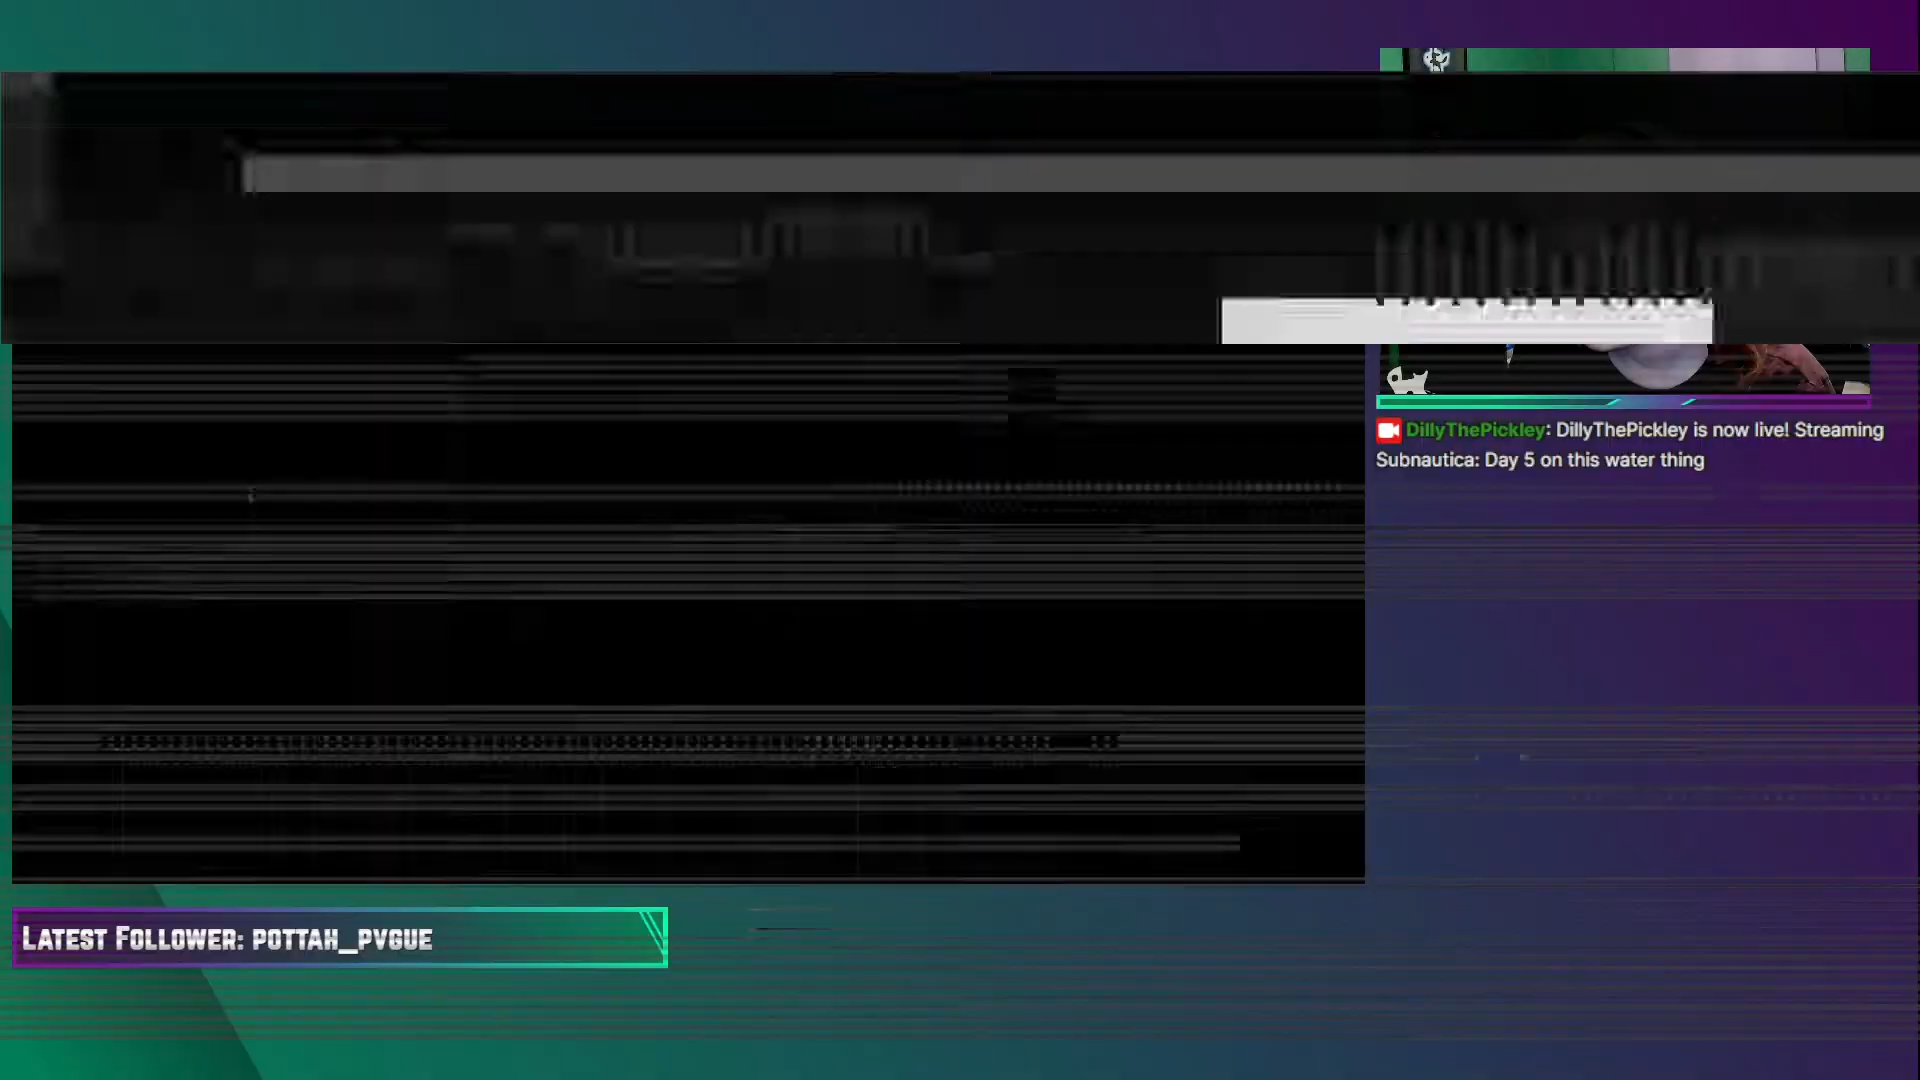 DillyThePickley: DillyThePickley is now live! Streaming
Subnautica: Day 5 on this water thing
LATEST FOLLOWER: POTTAH_PVGUE